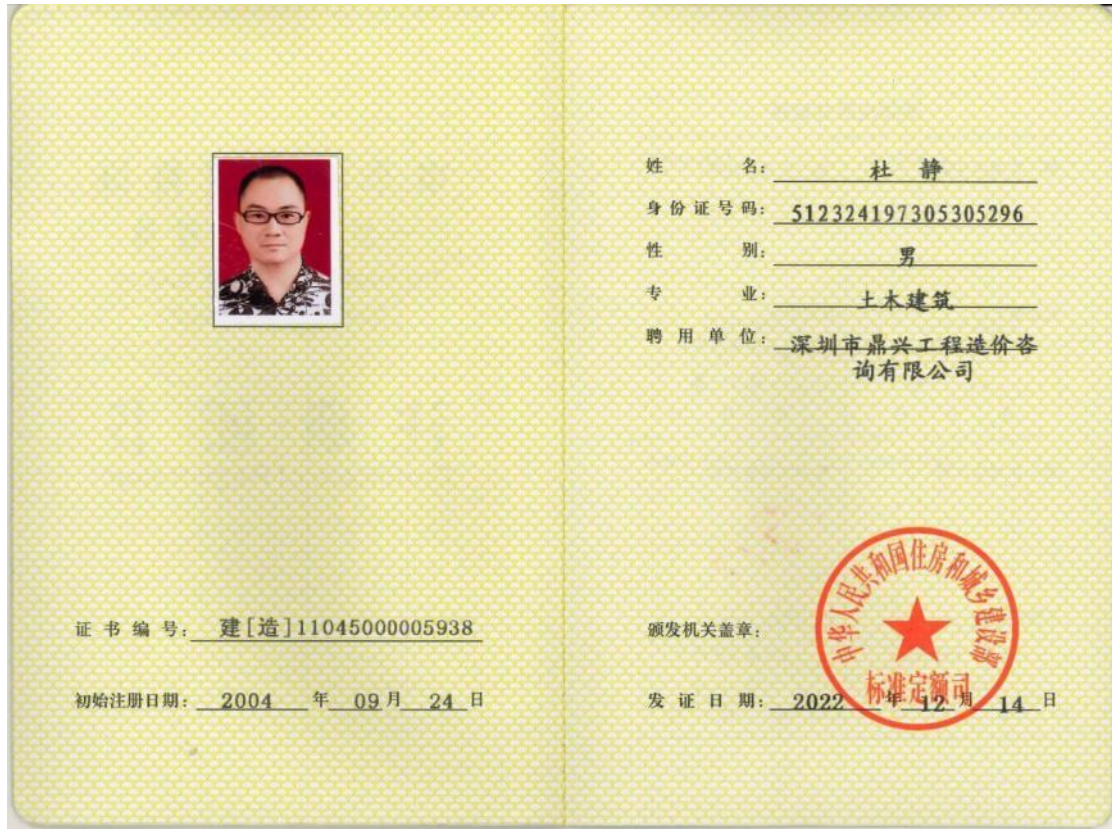 姓 名: 杜 静
身份证号码: 512324197305305296
性 别: 男
专 业: 土木建筑
聘 用 单 位: 深圳市鼎兴工程造价咨
询有限公司
证 书 编 号: 建[造]11045000005938
初始注册日期: 2004 年 09 月 24 日
颁发机关盖章:
中华人民共和国住房和城乡建设部
标准定额司
发 证 日 期: 2022 年 12 月 14 日